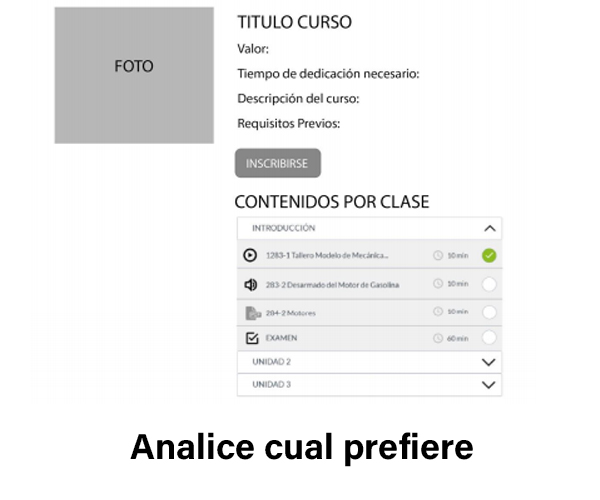 FOTO
TITULO CURSO
Valor:
Tiempo de dedicación necesario:
Descripción del curso:
Requisitos Previos:
INSCRIBIRSE
CONTENIDOS POR CLASE
INTRODUCCIÓN
1283-1 Tallero Modelo de Mecánica... 10 min
283-2 Desarmado del Motor de Gasolina 10 min
284-2 Motores 10 min
EXAMEN 60 min
UNIDAD 2
UNIDAD 3
Analice cual prefiere